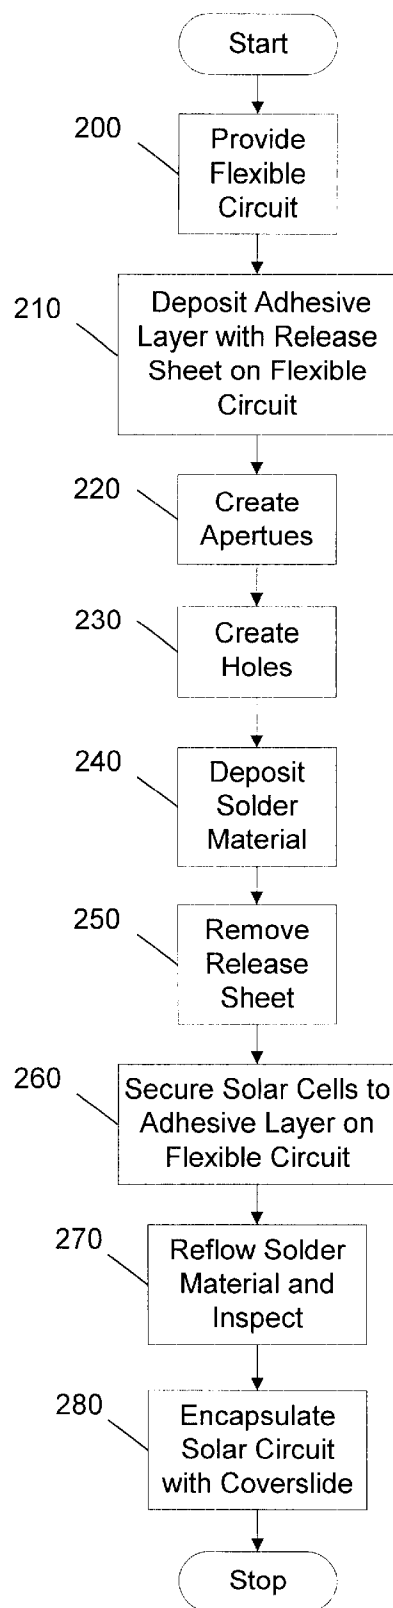 Start
200
Provide
Flexible
Circuit
210
Deposit Adhesive
Layer with Release
Sheet on Flexible
Circuit
220
Create
Apertues
230
Create
Holes
240
Deposit
Solder
Material
250
Remove
Release
Sheet
260
Secure Solar Cells to
Adhesive Layer on
Flexible Circuit
270
Reflow Solder
Material and
Inspect
280
Encapsulate
Solar Circuit
with Coverslide
Stop